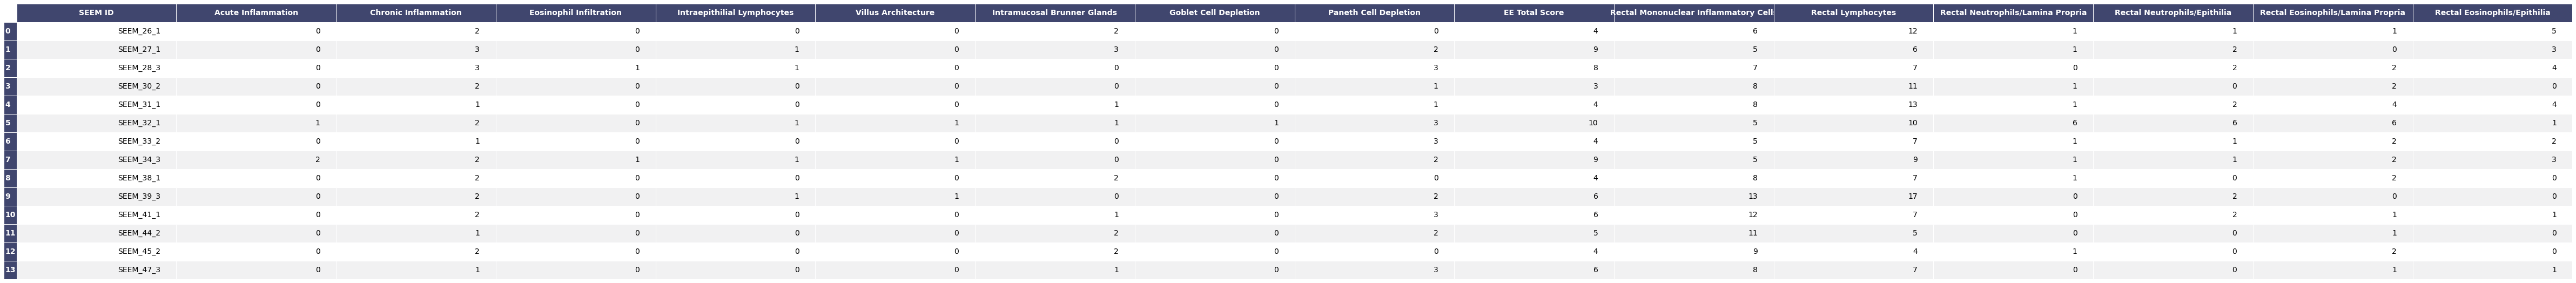 SEEM ID Acute Inflammation Chronic Inflammation Eosinophil Infiltration Intraepithelial Lymphocytes Villus Architecture Intramucosal Brunner Glands Goblet Cell Depletion Paneth Cell Depletion EE Total Score Rectal Mononuclear Inflammatory Cell Rectal Lymphocytes Rectal Neutrophils/Lamina Propria Rectal Neutrophils/Epithilia Rectal Eosinophils/Lamina Propria Rectal Eosinophils/Epithilia
0 SEEM_26_1 0 2 0 0 0 2 0 0 4 6 12 1 1 1 5
1 SEEM_27_1 0 3 0 1 0 3 0 2 9 5 6 1 2 0 3
2 SEEM_28_3 0 3 1 1 0 0 0 3 8 7 7 0 2 2 4
3 SEEM_30_2 0 2 0 0 0 0 0 1 3 8 11 1 0 2 0
4 SEEM_31_1 0 1 0 0 0 1 0 1 4 8 13 1 2 4 4
5 SEEM_32_1 1 2 0 1 1 1 1 3 10 5 10 6 6 6 1
6 SEEM_33_2 0 1 0 0 0 0 0 3 4 5 7 1 1 2 2
7 SEEM_34_3 2 2 1 1 1 0 0 2 9 5 9 1 1 2 3
8 SEEM_38_1 0 2 0 0 0 2 0 0 4 8 7 1 0 2 0
9 SEEM_39_3 0 2 0 1 1 0 0 2 6 13 17 0 2 0 0
10 SEEM_41_1 0 2 0 0 0 1 0 3 6 12 7 0 2 1 1
11 SEEM_44_2 0 1 0 0 0 2 0 2 5 11 5 0 0 1 0
12 SEEM_45_2 0 2 0 0 0 2 0 0 4 9 4 1 0 2 0
13 SEEM_47_3 0 1 0 0 0 1 0 3 6 8 7 0 0 1 1